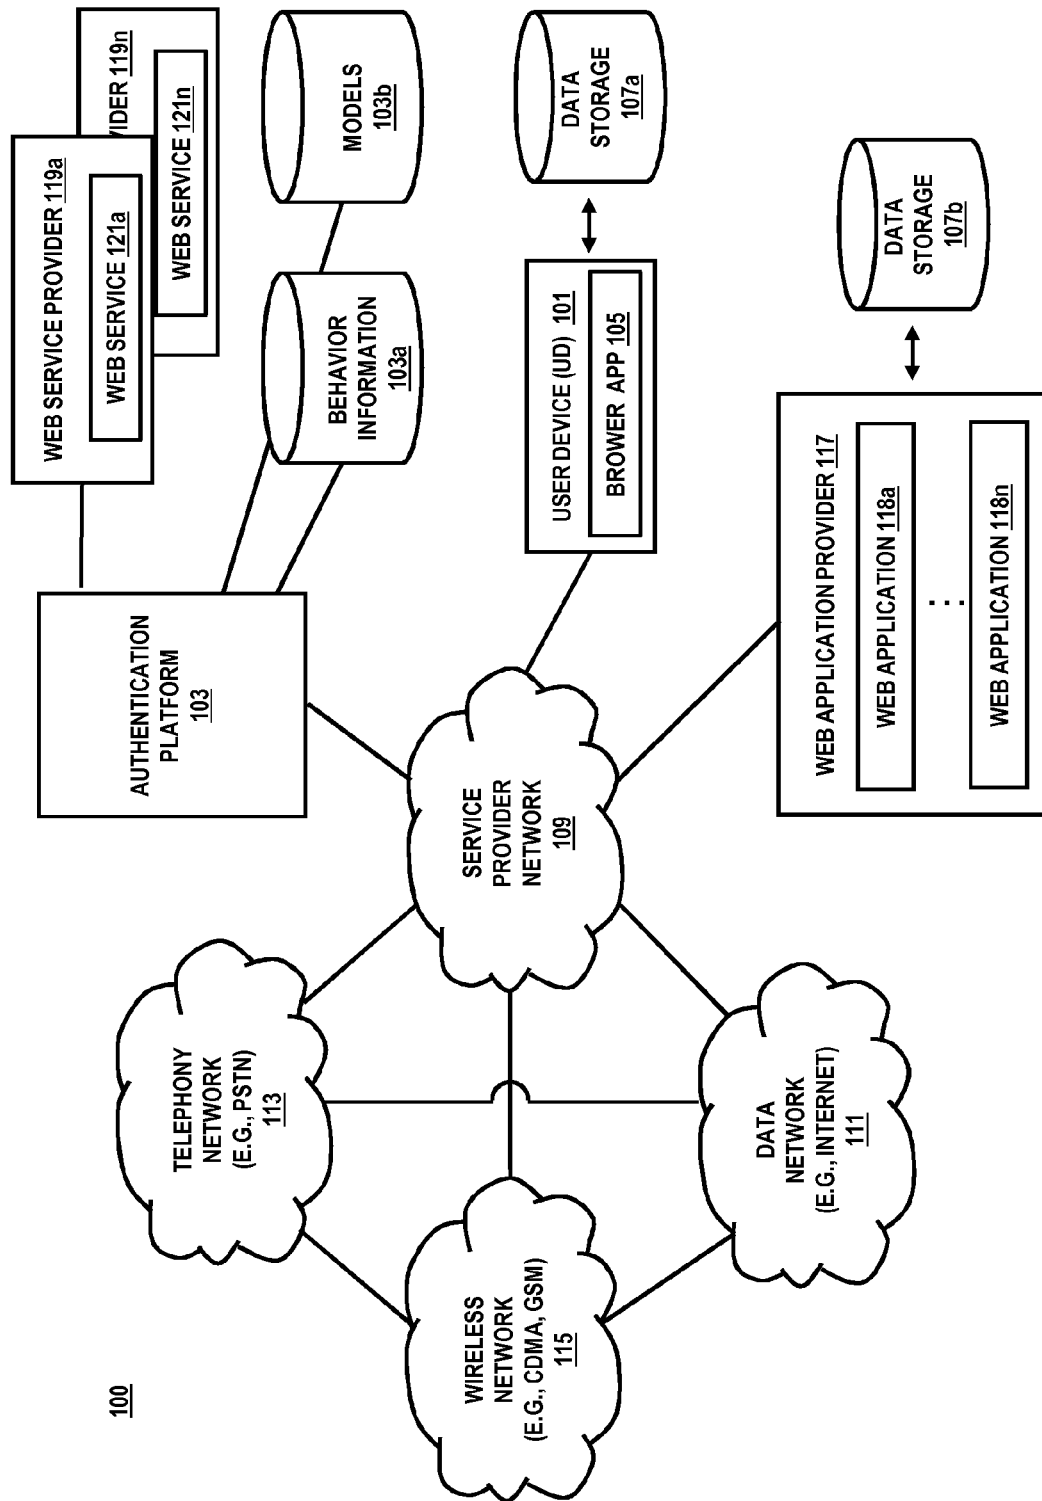 100
TELEPHONY
NETWORK
(E.G., PSTN)
113
WIRELESS
NETWORK
(E.G., CDMA, GSM)
115
DATA
NETWORK
(E.G., INTERNET)
111
SERVICE
PROVIDER
NETWORK
109
AUTHENTICATION
PLATFORM
103
WEB SERVICE PROVIDER 119a
WEB SERVICE 121a
VIDER 119n
WEB SERVICE 121n
BEHAVIOR
INFORMATION
103a
MODELS
103b
USER DEVICE (UD) 101
BROWER APP 105
DATA
STORAGE
107a
WEB APPLICATION PROVIDER 117
WEB APPLICATION 118a
...
WEB APPLICATION 118n
DATA
STORAGE
107b